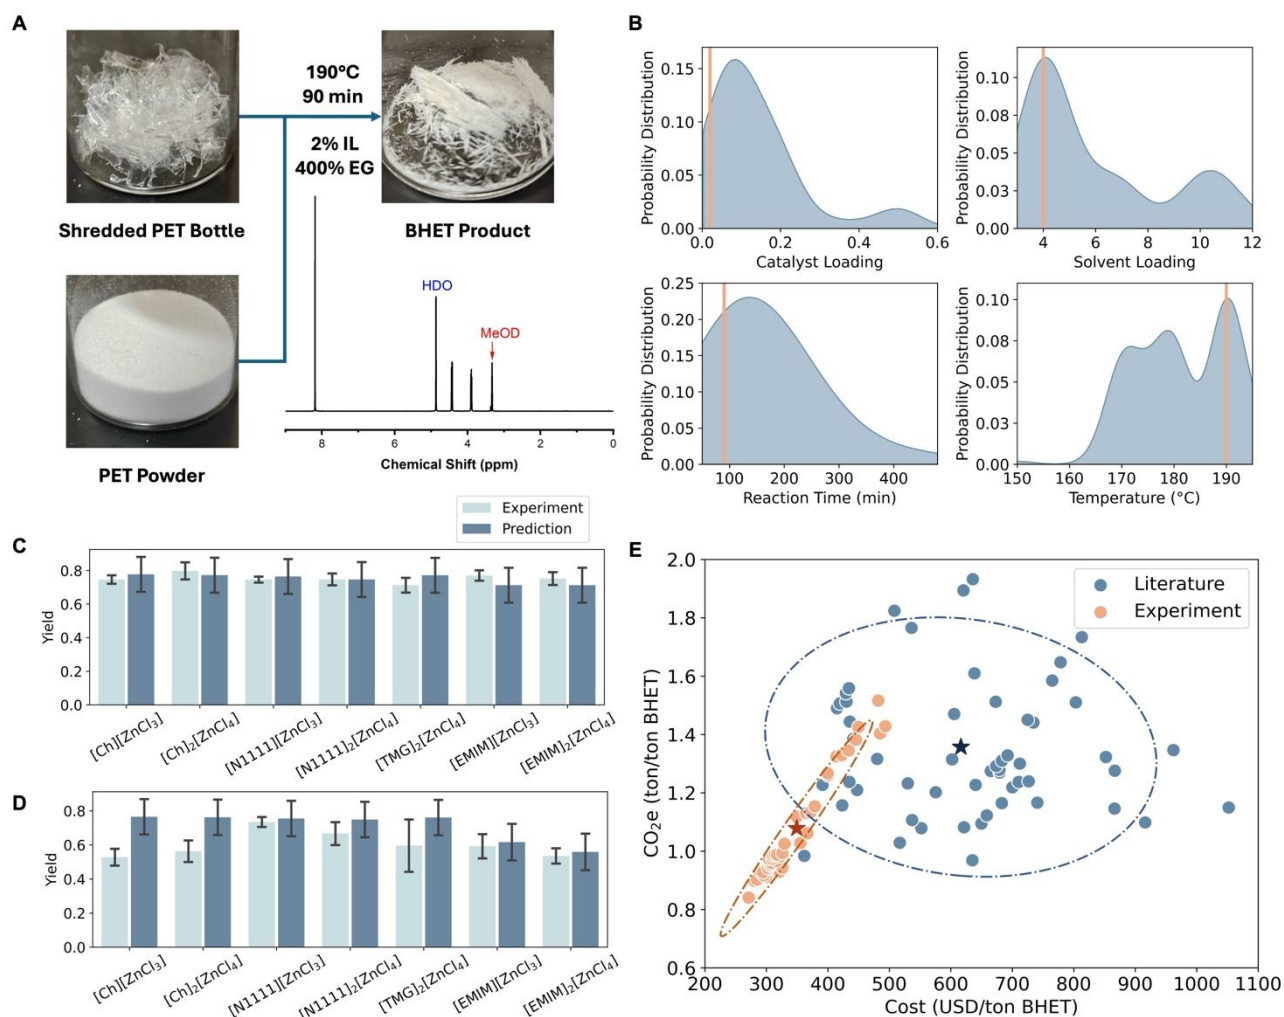 A
190°C
90 min
2% IL
400% EG
Shredded PET Bottle
BHET Product
PET Powder
HDO
MeOD
8 6 4 2 0
Chemical Shift (ppm)
B
Probability Distribution
0.15
0.10
0.05
0.00
0.0 0.2 0.4 0.6
Catalyst Loading
Probability Distribution
0.10
0.08
0.05
0.03
0.00
4 6 8 10 12
Solvent Loading
Probability Distribution
0.25
0.20
0.15
0.10
0.05
0.00
100 200 300 400
Reaction Time (min)
Probability Distribution
0.10
0.08
0.05
0.03
0.00
150 160 170 180 190
Temperature (°C)
Experiment
Prediction
C
Yield
0.8
0.6
0.4
0.2
0.0
[Ch][ZnCl₃]
[Ch]₂[ZnCl₄]
[N111][ZnCl₃]
[N111]₂[ZnCl₄]
[TMG]₂[ZnCl₄]
[EMIM][ZnCl₃]
[EMIM]₂[ZnCl₄]
D
Yield
0.8
0.6
0.4
0.2
0.0
[Ch][ZnCl₃]
[Ch]₂[ZnCl₄]
[N1111][ZnCl₃]
[N1111]₂[ZnCl₄]
[TMG]₂[ZnCl₄]
[EMIM][ZnCl₃]
[EMIM]₂[ZnCl₄]
E
Literature
Experiment
CO₂e (ton/ton BHET)
2.0
1.8
1.6
1.4
1.2
1.0
0.8
0.6
200 300 400 500 600 700 800 900 1000 1100
Cost (USD/ton BHET)